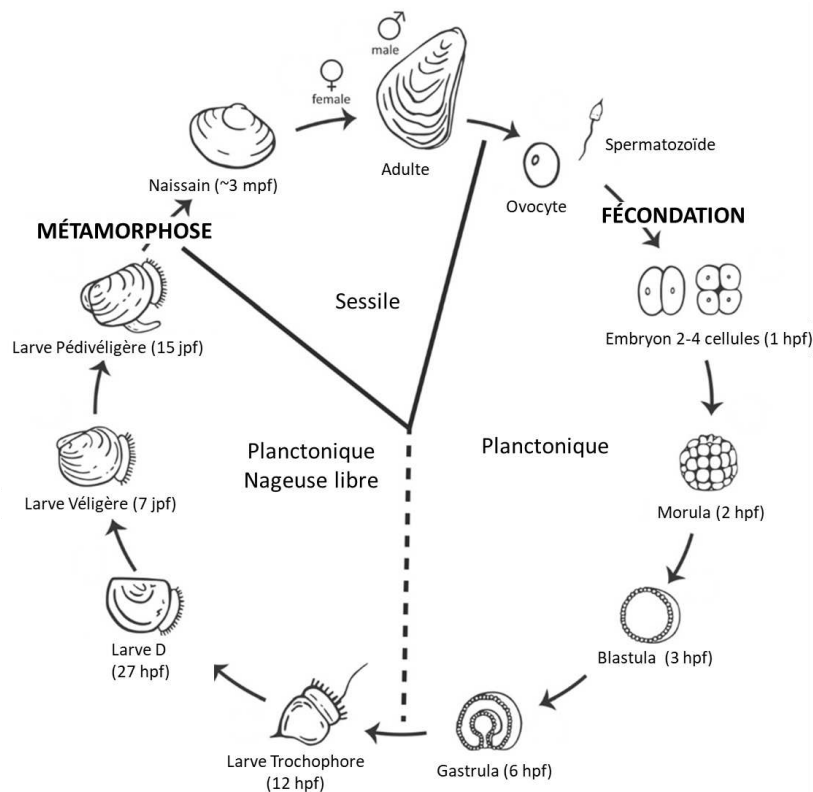 male
female
Adulte
Spermatozoïde
Ovocyte
FÉCONDATION
Embryon 2-4 cellules (1 hpf)
Morula (2 hpf)
Blastula  (3 hpf)
Gastrula (6 hpf)
Larve Trochophore
(12 hpf)
Larve D
(27 hpf)
Larve Véligère (7 jpf)
Larve Pédivéligère (15 jpf)
MÉTAMORPHOSE
Naissain (~3 mpf)
Sessile
Planctonique
Nageuse libre
Planctonique